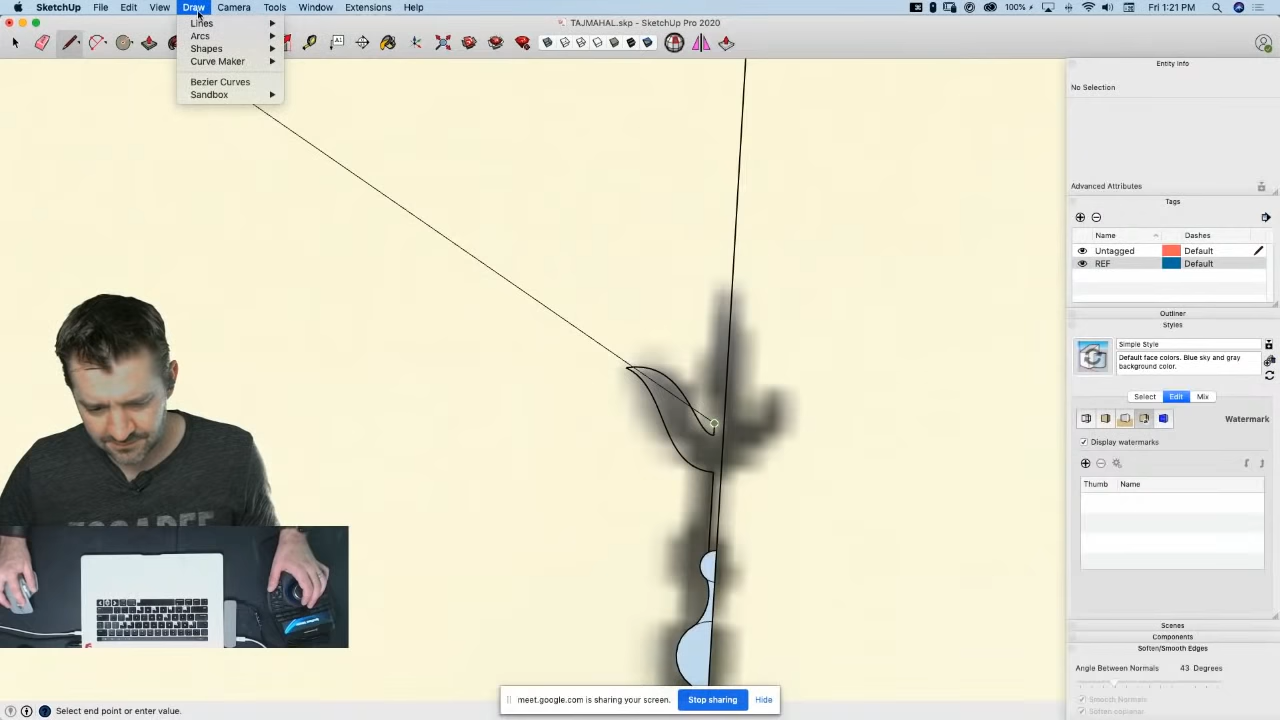 SketchUp File Edit View Draw Camera Tools Window Extensions Help 100% Fri 1:21 PM
TAJMAHAL.skp - SketchUp Pro 2020
Lines
Arcs
Shapes
Curve Maker
Bezier Curves
Sandbox
Entity Info
No Selection
Advanced Attributes
Tags
Name Dashes
Untagged Default
REF Default
Outliner
Styles
Simple Style
Default face colors. Blue sky and gray
background color.
Select Edit Mix
Watermark
Display watermarks
Thumb Name
Scenes
Components
Soften/Smooth Edges
Angle Between Normals 43 Degrees
Smooth Normals
Soften coplanar
meet.google.com is sharing your screen. Stop sharing Hide
Select end point or enter value.